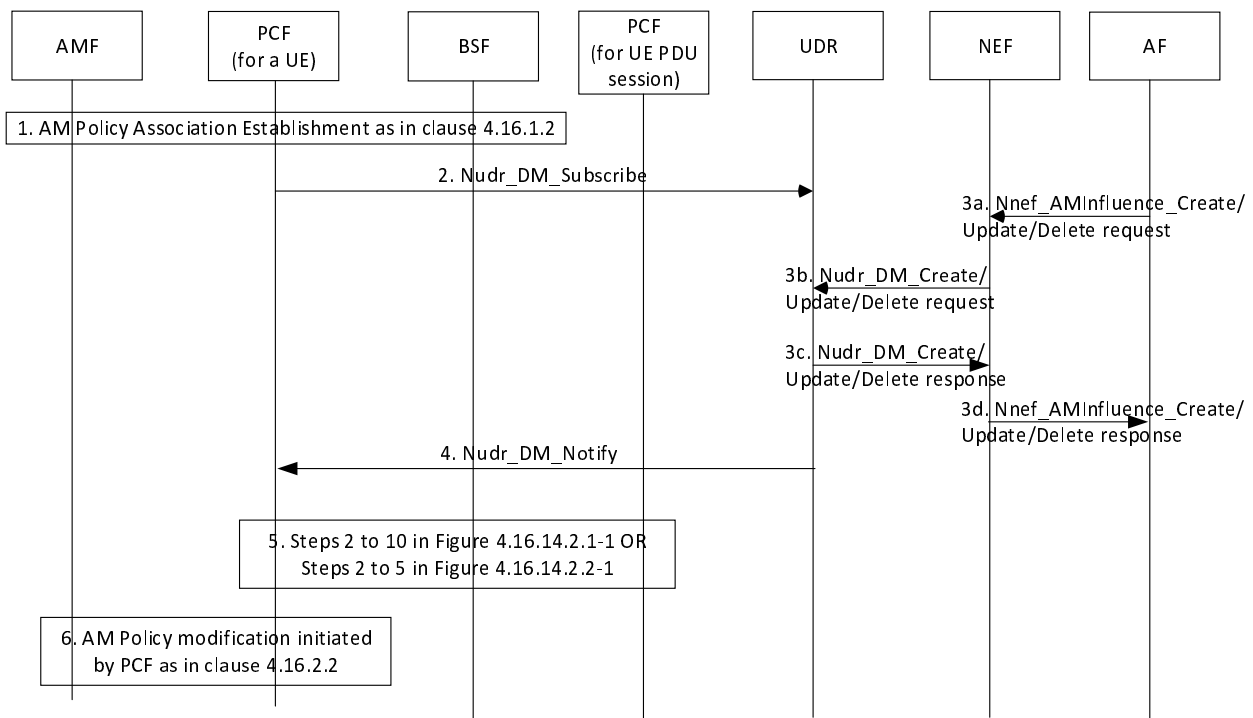 AMF
PCF
(for a UE)
BSF
PCF
(for UE PDU
session)
UDR
NEF
AF
1. AM Policy Association Establishment as in clause 4.16.1.2
2. Nudr_DM_Subscribe
3a. Nnef_AMInfluence_Create/
Update/Delete request
3b. Nudr_DM_Create/
Update/Delete request
3c. Nudr_DM_Create/
Update/Delete response
3d. Nnef_AMInfluence_Create/
Update/Delete response
4. Nudr_DM_Notify
5. Steps 2 to 10 in Figure 4.16.14.2.1-1 OR
Steps 2 to 5 in Figure 4.16.14.2.2-1
6. AM Policy modification initiated
by PCF as in clause 4.16.2.2